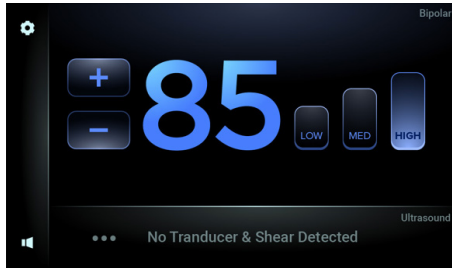 Bipolar
+
85
LOW MED HIGH
−
Ultrasound
••• No Tranducer & Shear Detected